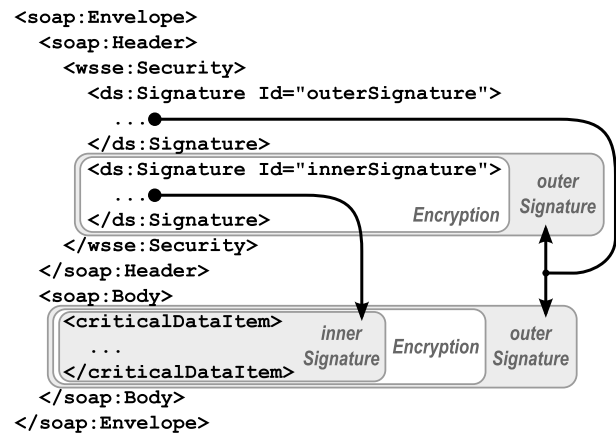 <soap:Envelope>
<soap:Header>
<wsse:Security>
<ds:Signature Id="outerSignature">
...
</ds:Signature>
<ds:Signature Id="innerSignature">
...
</ds:Signature>
outer
Signature
Encryption
</wsse:Security>
</soap:Header>
<soap:Body>
<criticalDataItem>
...
</criticalDataItem>
inner
Signature
Encryption
outer
Signature
</soap:Body>
</soap:Envelope>